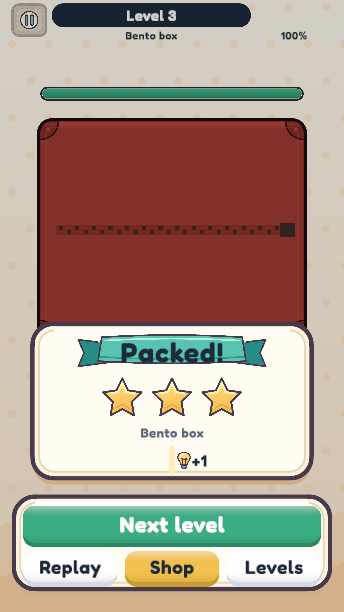 Level 3
Bento box
100%
Packed!
Bento box
+1
Next level
Replay
Shop
Levels